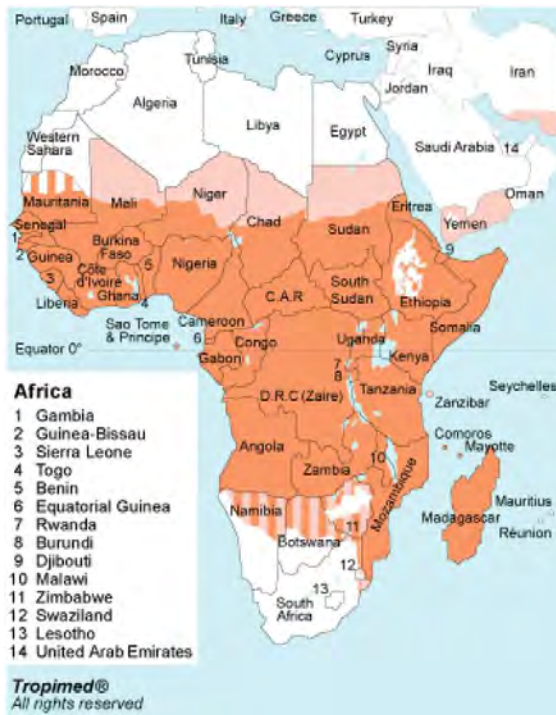 Portugal
Spain
Italy
Greece
Turkey
Morocco
Tunisia
Cyprus
Syria
Iraq
Iran
Jordan
Algeria
Libya
Egypt
Western
Sahara
Saudi Arabia
14
Oman
Mauritania
Mali
Niger
Chad
Sudan
Eritrea
Yemen
Senegal
1
2
Guinea
3
Burkina
Faso
5
Côte
d'Ivoire
Ghana
4
Liberia
Nigeria
9
South
Sudan
Ethiopia
C.A.R
Sao Tome
& Principe
Cameroon
6
Congo
Gabon
Uganda
Kenya
Somalia
Equator 0°
7
8
D.R.C (Zaire)
Tanzania
Seychelles
Zanzibar
Comoros
Mayotte
Angola
Zambia
10
Mozambique
Madagascar
Mauritius
Réunion
Namibia
Botswana
11
12
13
South
Africa
Africa
1 Gambia
2 Guinea-Bissau
3 Sierra Leone
4 Togo
5 Benin
6 Equatorial Guinea
7 Rwanda
8 Burundi
9 Djibouti
10 Malawi
11 Zimbabwe
12 Swaziland
13 Lesotho
14 United Arab Emirates
Tropimed®
All rights reserved